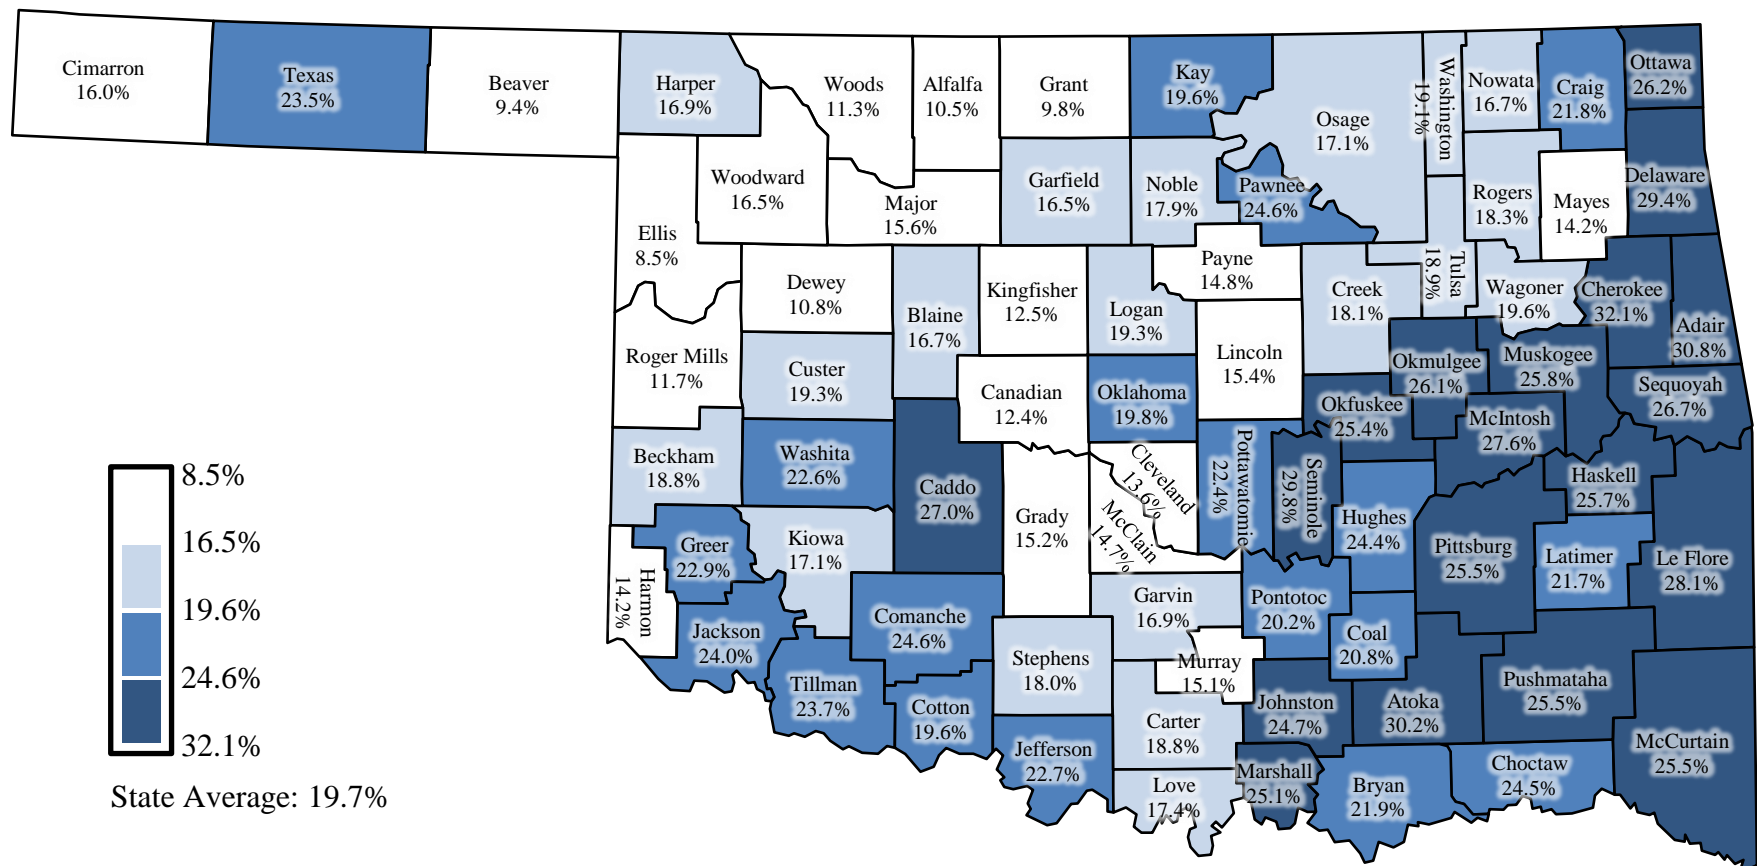 Cimarron
16.0%
Texas
23.5%
Beaver
9.4%
Harper
16.9%
Woods
11.3%
Alfalfa
10.5%
Grant
9.8%
Kay
19.6%
Osage
17.1%
Washington
19.1%
Nowata
16.7%
Craig
21.8%
Ottawa
26.2%
Woodward
16.5%
Major
15.6%
Garfield
16.5%
Noble
17.9%
Pawnee
24.6%
Rogers
18.3%
Mayes
14.2%
Delaware
29.4%
Ellis
8.5%
Dewey
10.8%
Blaine
16.7%
Kingfisher
12.5%
Logan
19.3%
Payne
14.8%
Creek
18.1%
Tulsa
18.9%
Wagoner
19.6%
Cherokee
32.1%
Adair
30.8%
Roger Mills
11.7%
Custer
19.3%
Canadian
12.4%
Oklahoma
19.8%
Lincoln
15.4%
Okmulgee
26.1%
Muskogee
25.8%
Sequoyah
26.7%
Okfuskee
25.4%
McIntosh
27.6%
Beckham
18.8%
Washita
22.6%
Caddo
27.0%
Grady
15.2%
Cleveland
13.6%
McClain
14.7%
Pottawatomie
22.4%
Seminole
29.8%
Hughes
24.4%
Haskell
25.7%
Pittsburg
25.5%
Latimer
21.7%
Le Flore
28.1%
Greer
22.9%
Kiowa
17.1%
Harmon
14.2%
Jackson
24.0%
Comanche
24.6%
Garvin
16.9%
Pontotoc
20.2%
Coal
20.8%
Tillman
23.7%
Cotton
19.6%
Stephens
18.0%
Murray
15.1%
Johnston
24.7%
Atoka
30.2%
Pushmataha
25.5%
McCurtain
25.5%
Jefferson
22.7%
Carter
18.8%
Love
17.4%
Marshall
25.1%
Bryan
21.9%
Choctaw
24.5%
8.5%
16.5%
19.6%
24.6%
32.1%
State Average: 19.7%